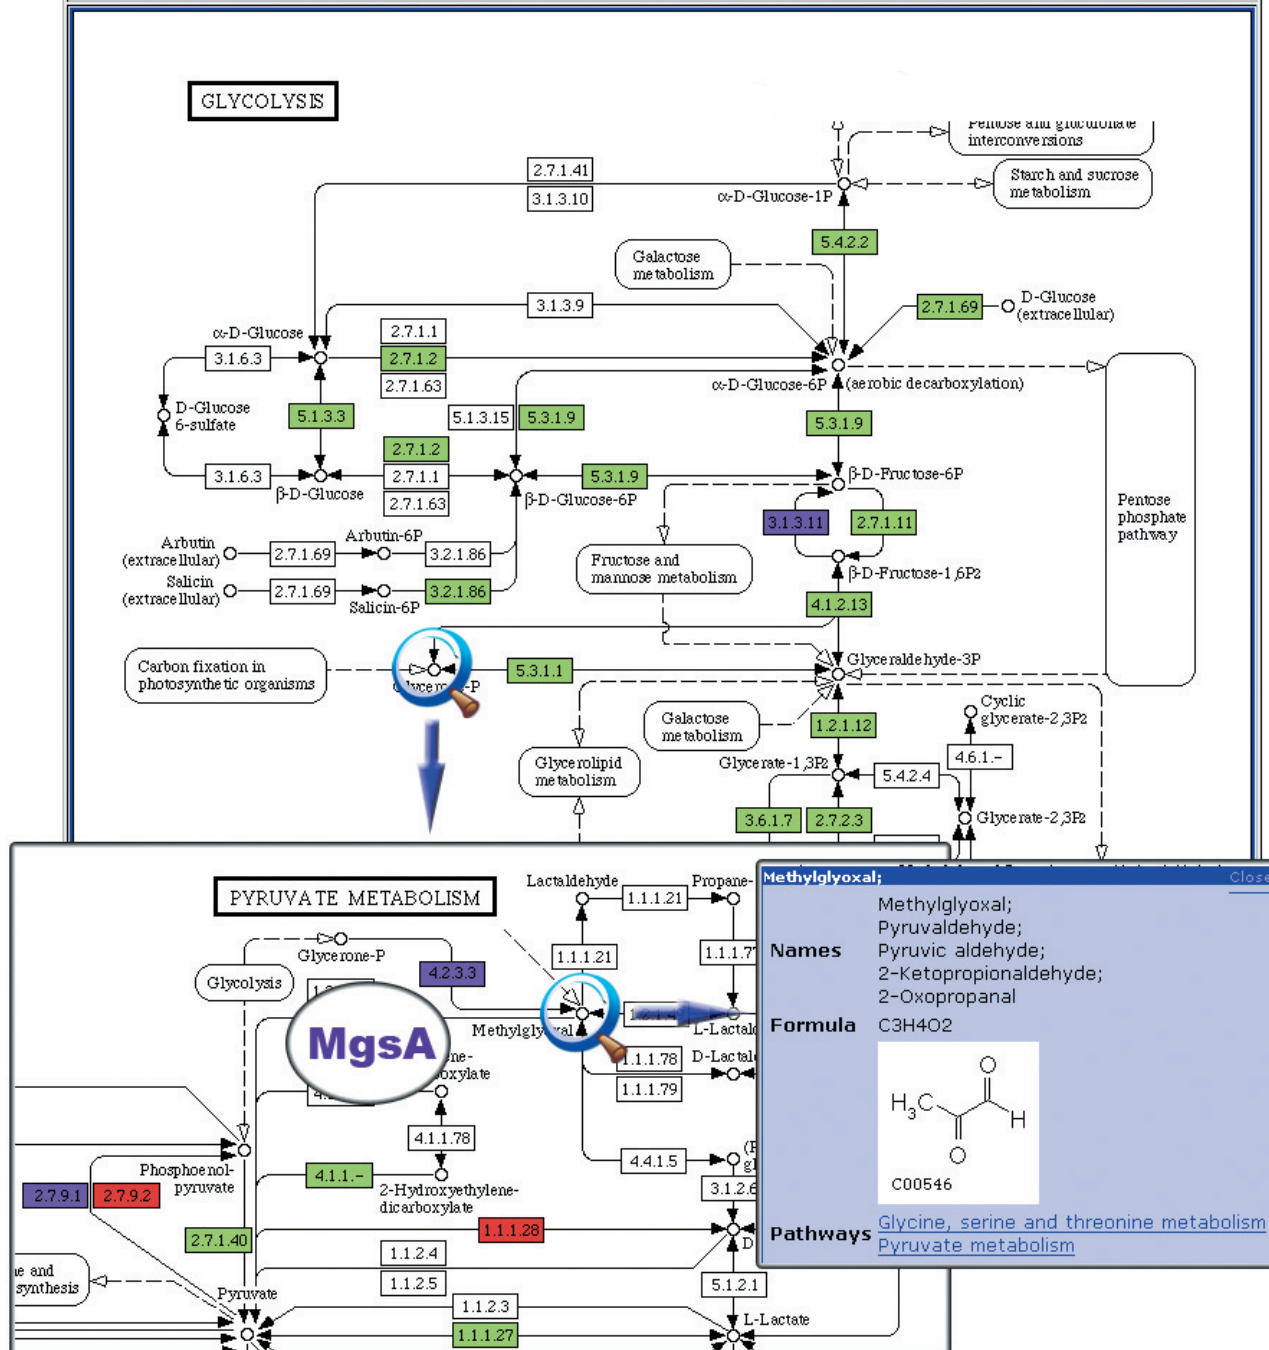 GLYCOLYSIS
Pentose and glucuronate
interconversions
Starch and sucrose
metabolism
2.7.1.41
3.1.3.10
α-D-Glucose-1P
5.4.2.2
Galactose
metabolism
3.1.3.9
2.7.1.69
D-Glucose
(extracellular)
α-D-Glucose
2.7.1.1
3.1.6.3
2.7.1.2
2.7.1.63
α-D-Glucose-6P
(aerobic decarboxylation)
D-Glucose
6-sulfate
5.1.3.3
5.1.3.15
5.3.1.9
5.3.1.9
2.7.1.2
3.1.6.3
2.7.1.1
2.7.1.63
β-D-Glucose
5.3.1.9
β-D-Glucose-6P
β-D-Fructose-6P
Pentose
phosphate
pathway
3.1.3.11
2.7.1.11
Arbutin
(extracellular)
2.7.1.69
Arbutin-6P
3.2.1.86
Fructose and
mannose metabolism
β-D-Fructose-1,6P2
Salicin
(extracellular)
2.7.1.69
Salicin-6P
3.2.1.86
4.1.2.13
Carbon fixation in
photosynthetic organisms
Glycerone-P
5.3.1.1
Glyceraldehyde-3P
Galactose
metabolism
1.2.1.12
Cyclic
glycerate-2,3P2
Glycerolipid
metabolism
Glycerate-1,3P2
5.4.2.4
4.6.1.-
3.6.1.7
2.7.2.3
Glycerate-2,3P2
PYRUVATE METABOLISM
Lactaldehyde
1.1.1.21
Propane-
Glycerone-P
Glycolysis
4.2.3.3
1.1.1.21
1.1.1.77
MgsA
Methylglyoxal
L-Lactal
1.1.1.78
D-Lactal
1.1.1.79
oxylate
4.1.1.78
4.4.1.5
Phosphoenol-
pyruvate
4.1.1.-
2-Hydroxyethylene-
dicarboxylate
3.1.2.6
2.7.9.1
2.7.9.2
2.7.1.40
1.1.1.28
D
1.1.2.4
1.1.2.5
5.1.2.1
e and
synthesis
Pyruvate
1.1.2.3
L-Lactate
1.1.1.27
Methylglyoxal;
Close
Names
Methylglyoxal;
Pyruvaldehyde;
Pyruvic aldehyde;
2-Ketopropionaldehyde;
2-Oxopropanal
Formula C3H4O2
H3C
O
H
O
C00546
Pathways
Glycine, serine and threonine metabolism
Pyruvate metabolism